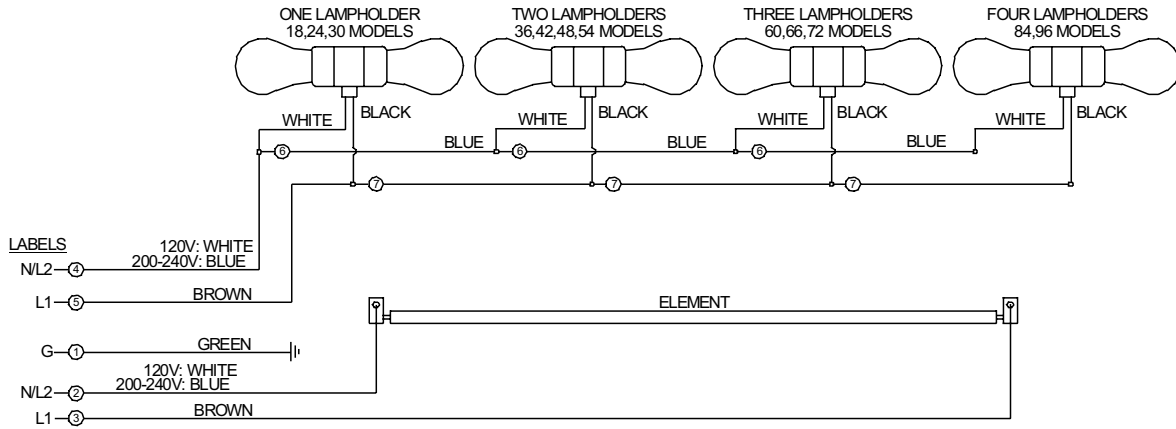 ONE LAMPHOLDER
18,24,30 MODELS
TWO LAMPHOLDERS
36,42,48,54 MODELS
THREE LAMPHOLDERS
60,66,72 MODELS
FOUR LAMPHOLDERS
84,96 MODELS
WHITE
BLACK
WHITE
BLACK
WHITE
BLACK
WHITE
BLACK
6
BLUE
6
BLUE
6
BLUE
7
7
7
LABELS
120V: WHITE
200-240V: BLUE
N/L2
4
L1
5
BROWN
ELEMENT
G
1
GREEN
120V: WHITE
200-240V: BLUE
N/L2
2
L1
3
BROWN